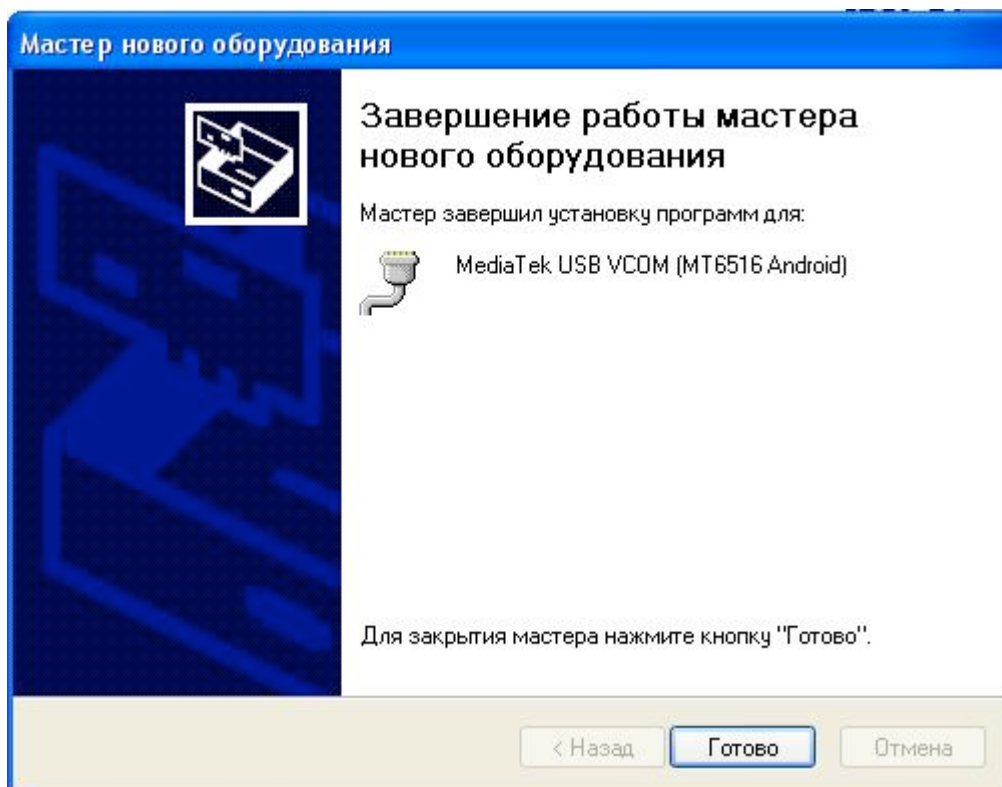 Мастер нового оборудования
Завершение работы мастера
нового оборудования
Мастер завершил установку программ для:
MediaTek USB VCOM (MT6516 Android)
Для закрытия мастера нажмите кнопку "Готово".
< Назад
Готово
Отмена